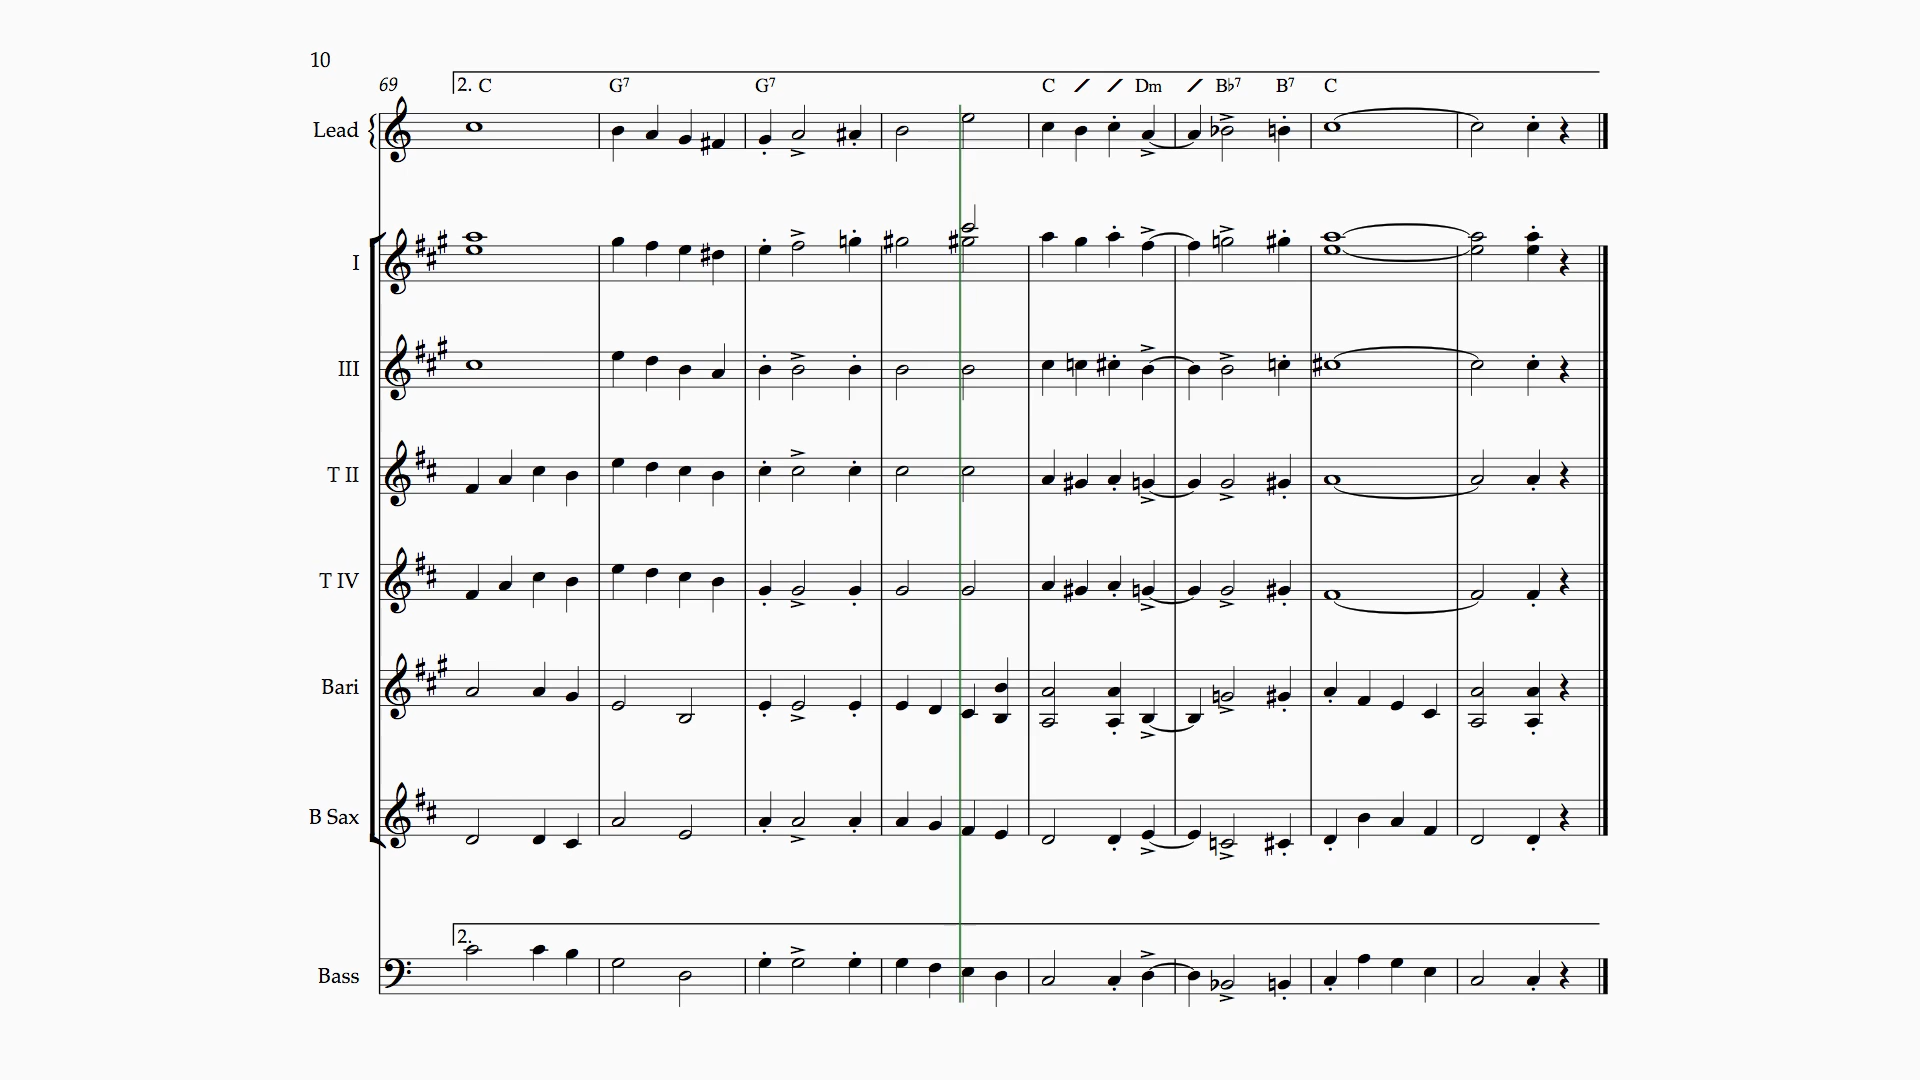 10
69
2. C G7 G7 C Dm B♭7 B7 C
Lead
I
III
T II
T IV
Bari
B Sax
2.
Bass